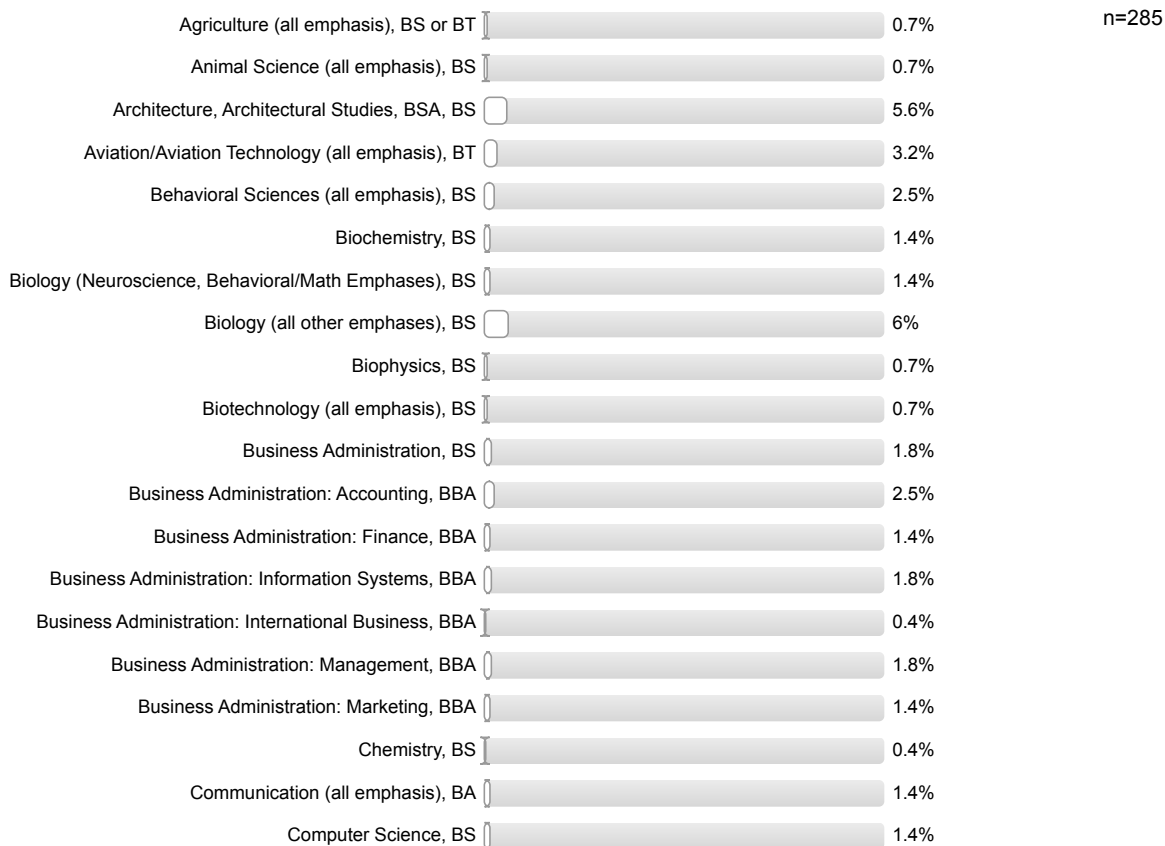 n=285
Agriculture (all emphasis), BS or BT 0.7%
Animal Science (all emphasis), BS 0.7%
Architecture, Architectural Studies, BSA, BS 5.6%
Aviation/Aviation Technology (all emphasis), BT 3.2%
Behavioral Sciences (all emphasis), BS 2.5%
Biochemistry, BS 1.4%
Biology (Neuroscience, Behavioral/Math Emphases), BS 1.4%
Biology (all other emphases), BS 6%
Biophysics, BS 0.7%
Biotechnology (all emphasis), BS 0.7%
Business Administration, BS 1.8%
Business Administration: Accounting, BBA 2.5%
Business Administration: Finance, BBA 1.4%
Business Administration: Information Systems, BBA 1.8%
Business Administration: International Business, BBA 0.4%
Business Administration: Management, BBA 1.8%
Business Administration: Marketing, BBA 1.4%
Chemistry, BS 0.4%
Communication (all emphasis), BA 1.4%
Computer Science, BS 1.4%